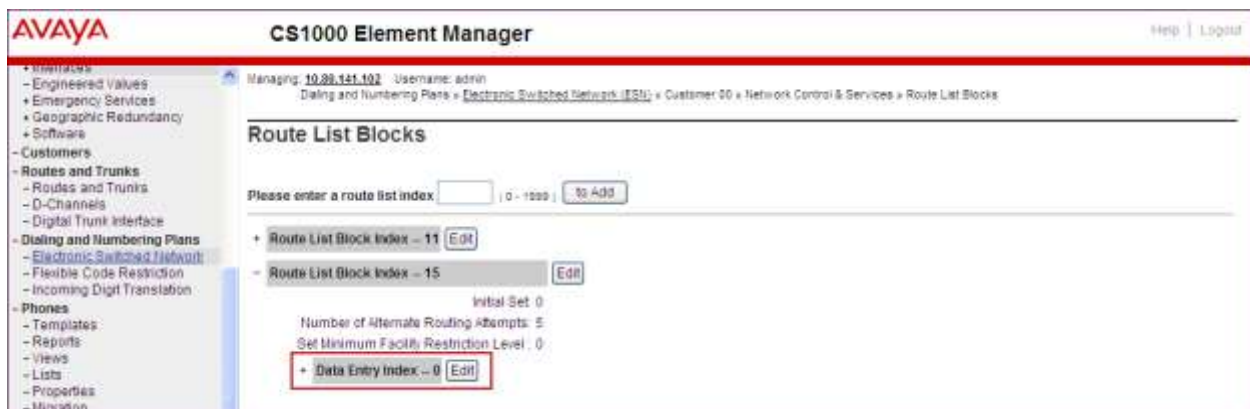 AVAYA
CS1000 Element Manager
Help | Logout
+ Interfaces
- Engineered Values
+ Emergency Services
+ Geographic Redundancy
+ Software
- Customers
- Routes and Trunks
- Routes and Trunks
- D-Channels
- Digital Trunk Interface
- Dialing and Numbering Plans
- Electronic Switched Network
- Flexible Code Restriction
- Incoming Digit Translation
- Phones
- Templates
- Reports
- Views
- Lists
- Properties
- Migration
Managing: 10.80.141.102 Username: admin
Dialing and Numbering Plans » Electronic Switched Network (ESN) » Customer 00 » Network Control & Services » Route List Blocks
Route List Blocks
Please enter a route list index (0 - 1999) to Add
+ Route List Block Index -- 11 Edit
- Route List Block Index -- 15 Edit
Initial Set: 0
Number of Alternate Routing Attempts: 5
Set Minimum Facility Restriction Level : 0
+ Data Entry Index -- 0 Edit